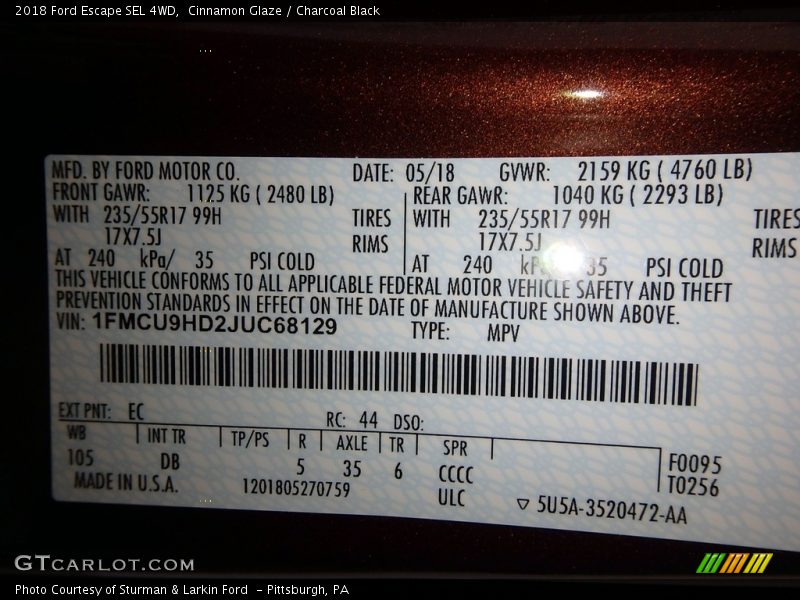 2018 Ford Escape SEL 4WD, Cinnamon Glaze / Charcoal Black
MFD. BY FORD MOTOR CO. DATE: 05/18 GVWR: 2159 KG ( 4760 LB)
FRONT GAWR: 1125 KG ( 2480 LB) REAR GAWR: 1040 KG ( 2293 LB)
WITH 235/55R17 99H TIRES WITH 235/55R17 99H TIRES
17X7.5J RIMS 17X7.5J RIMS
AT 240 kPa/ 35 PSI COLD AT 240 35 PSI COLD
THIS VEHICLE CONFORMS TO ALL APPLICABLE FEDERAL MOTOR VEHICLE SAFETY AND THEFT
PREVENTION STANDARDS IN EFFECT ON THE DATE OF MANUFACTURE SHOWN ABOVE.
VIN: 1FMCU9HD2JUC68129 TYPE: MPV
EXT PNT: EC RC: 44 DSO:
WB INT TR TP/PS R AXLE TR SPR
105 DB 5 35 6 CCCC F0095
T0256
MADE IN U.S.A. 1201805270759 ULC ▽ 5U5A-3520472-AA
GTCARLOT.COM
Photo Courtesy of Sturman & Larkin Ford - Pittsburgh, PA